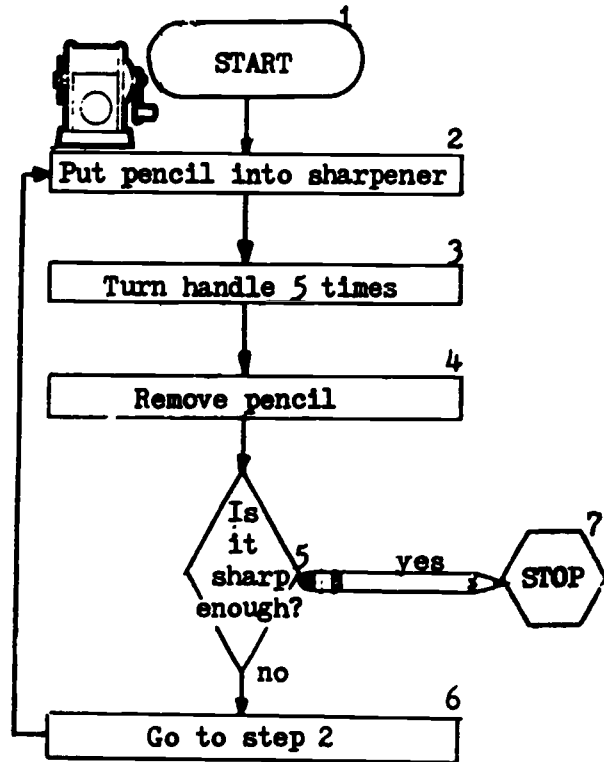 1
START
2
Put pencil into sharpener
3
Turn handle 5 times
4
Remove pencil
Is
it
sharp
enough?
5
yes
7
STOP
no
6
Go to step 2